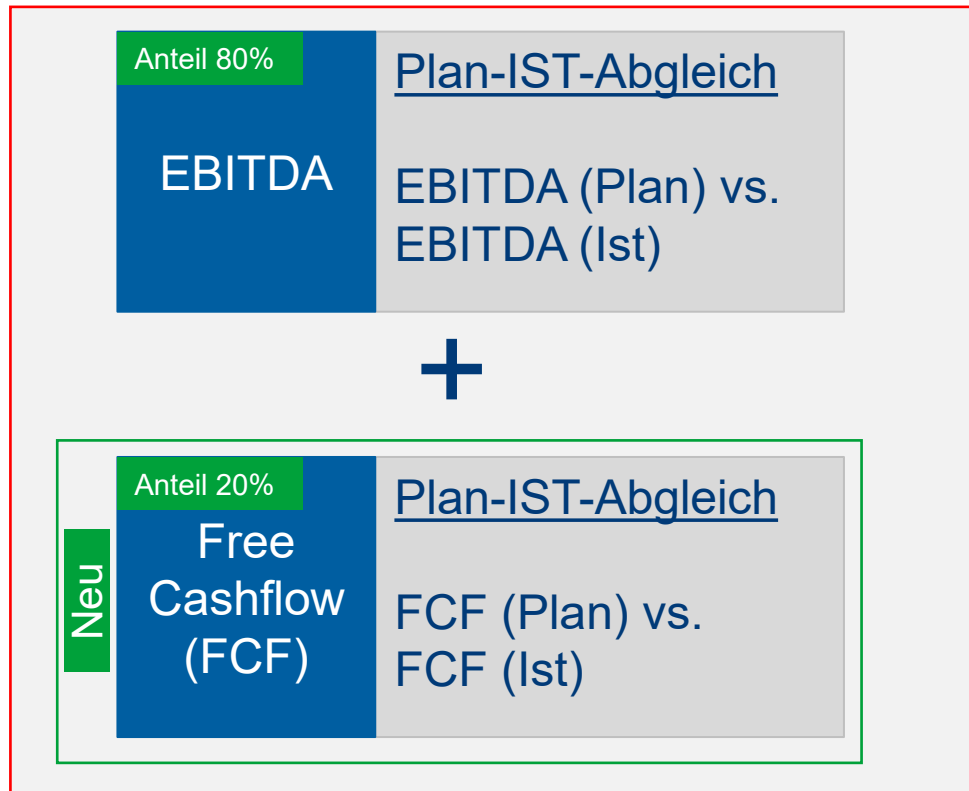 Anteil 80%
EBITDA
Plan-IST-Abgleich
EBITDA (Plan) vs.
EBITDA (Ist)
+
Neu
Anteil 20%
Free
Cashflow
(FCF)
Plan-IST-Abgleich
FCF (Plan) vs.
FCF (Ist)